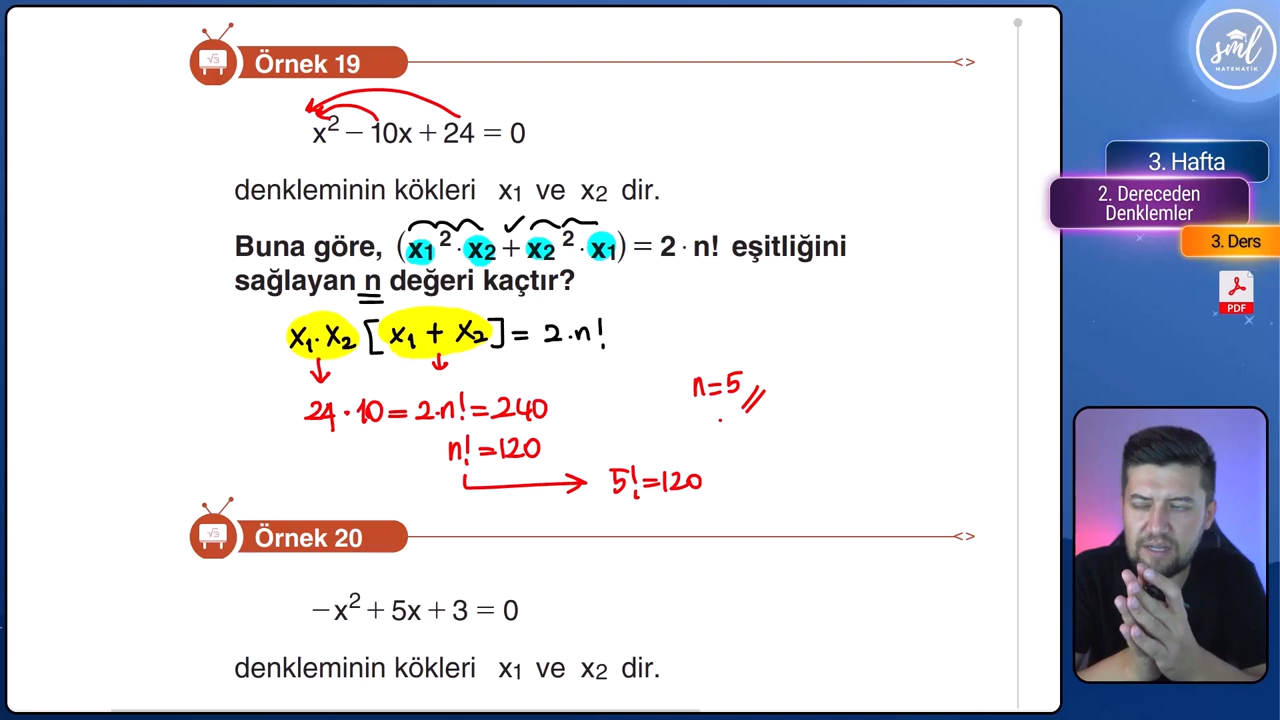 Örnek 19
x² − 10x + 24 = 0
denkleminin kökleri x₁ ve x₂ dir.
Buna göre, (x₁² · x₂ + x₂² · x₁) = 2 · n! eşitliğini
sağlayan n değeri kaçtır?
x₁ · x₂ [x₁ + x₂] = 2 · n!
24 · 10 = 2 · n! = 240
n! = 120
5! = 120
n = 5
Örnek 20
−x² + 5x + 3 = 0
denkleminin kökleri x₁ ve x₂ dir.
sml
MATEMATİK
3. Hafta
2. Dereceden
Denklemler
3. Ders
PDF
√3
√3